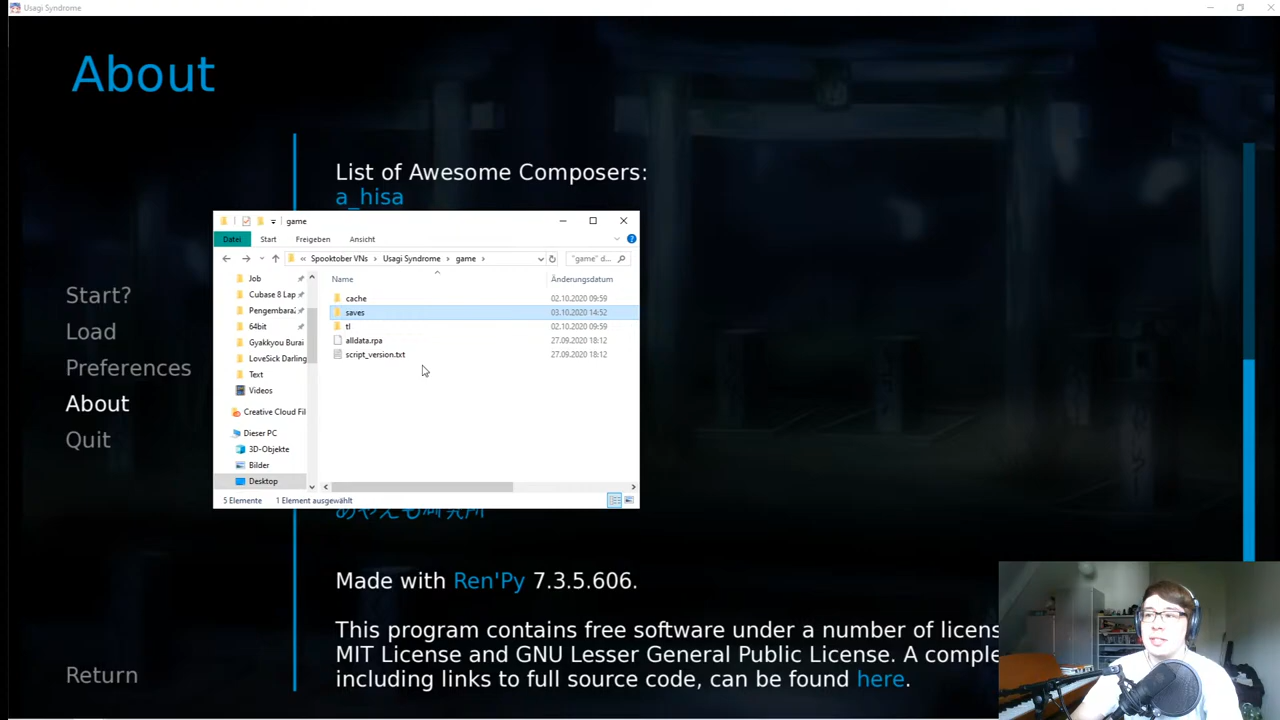 Usagi Syndrome
About
List of Awesome Composers:
a_hisa
Start?
Load
Preferences
About
Quit
Return
game
Datei Start Freigeben Ansicht
« Spooktober VNs › Usagi Syndrome › game › "game" d...
Name Änderungsdatum
Job
Cubase 8 Lap
64bit
Gyakkyou Burai
LoveSick Darling
Text
Videos
Creative Cloud Fil
Dieser PC
3D-Objekte
Bilder
Desktop
cache 02.10.2020 09:59
saves 03.10.2020 14:52
tl 02.10.2020 09:59
alldata.rpa 27.09.2020 18:12
script_version.txt 27.09.2020 18:12
5 Elemente 1 Element ausgewählt
Made with Ren'Py 7.3.5.606.
This program contains free software under a number of licens
MIT License and GNU Lesser General Public License. A comple
including links to full source code, can be found here.